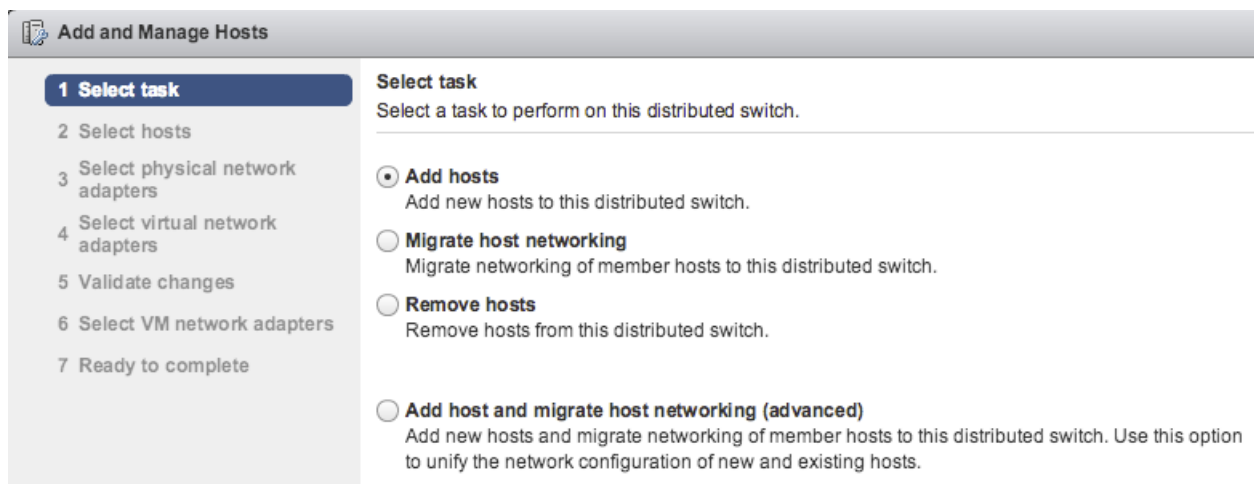 Add and Manage Hosts
1 Select task
2 Select hosts
3 Select physical network
adapters
4 Select virtual network
adapters
5 Validate changes
6 Select VM network adapters
7 Ready to complete
Select task
Select a task to perform on this distributed switch.
Add hosts
Add new hosts to this distributed switch.
Migrate host networking
Migrate networking of member hosts to this distributed switch.
Remove hosts
Remove hosts from this distributed switch.
Add host and migrate host networking (advanced)
Add new hosts and migrate networking of member hosts to this distributed switch. Use this option
to unify the network configuration of new and existing hosts.